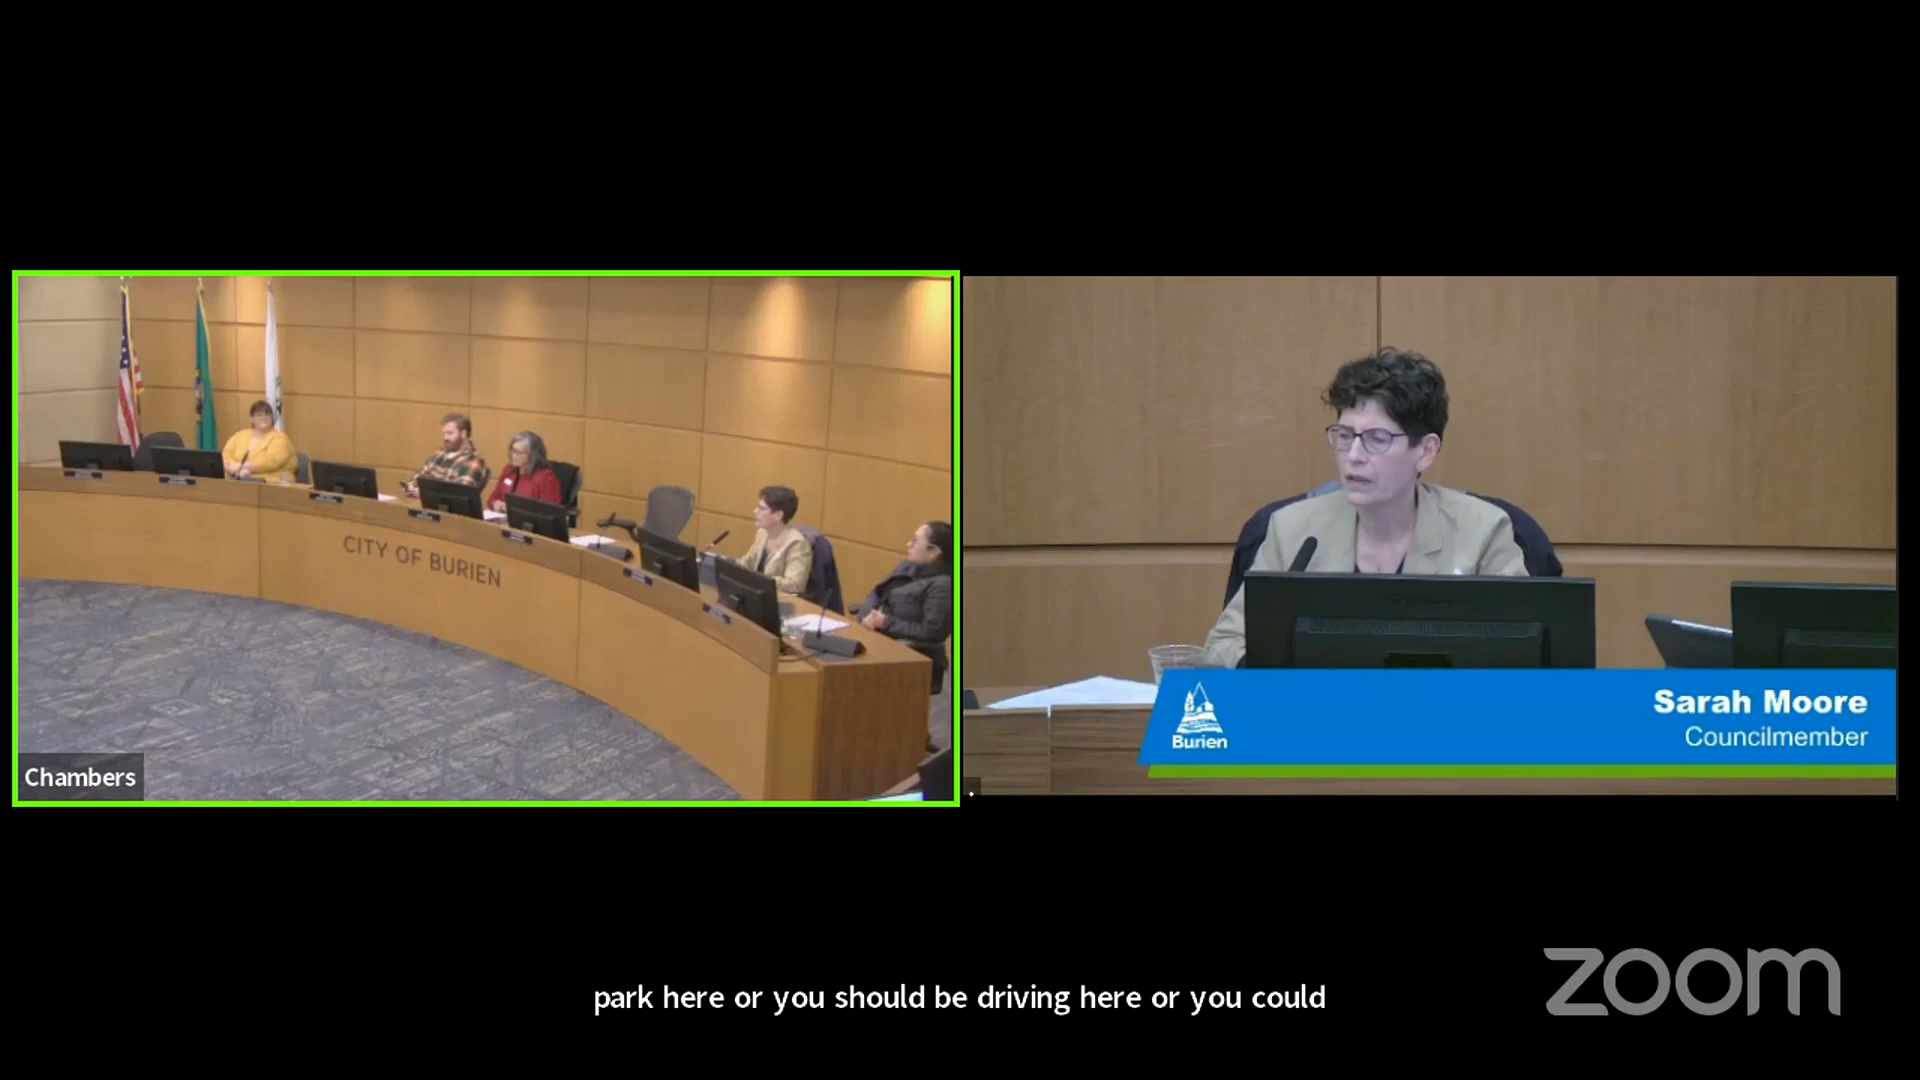 CITY OF BURIEN
Chambers
Burien
Sarah Moore
Councilmember
park here or you should be driving here or you could
zoom